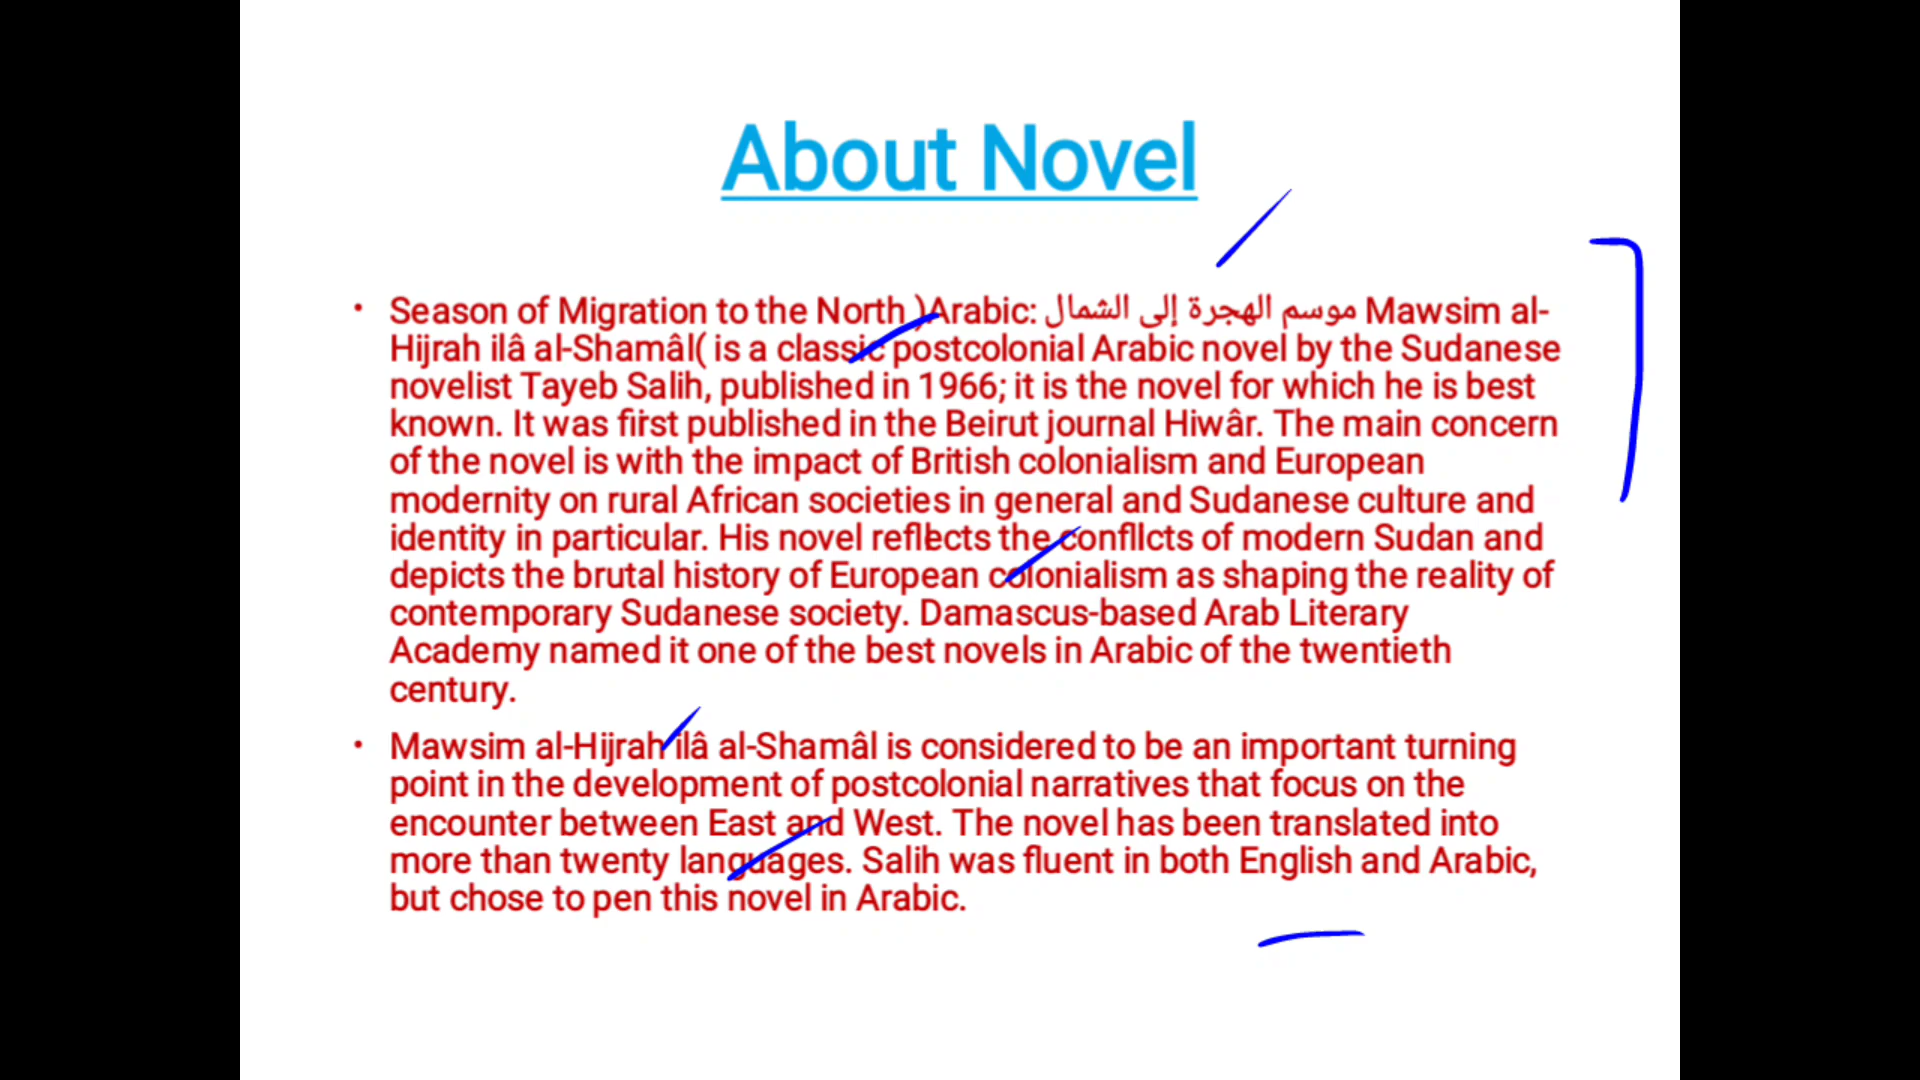 About Novel
• Season of Migration to the North )Arabic: موسم الهجرة إلى الشمال Mawsim al-
Hijrah ilâ al-Shamâl( is a classic postcolonial Arabic novel by the Sudanese
novelist Tayeb Salih, published in 1966; it is the novel for which he is best
known. It was first published in the Beirut journal Hiwâr. The main concern
of the novel is with the impact of British colonialism and European
modernity on rural African societies in general and Sudanese culture and
identity in particular. His novel reflects the conflicts of modern Sudan and
depicts the brutal history of European colonialism as shaping the reality of
contemporary Sudanese society. Damascus-based Arab Literary
Academy named it one of the best novels in Arabic of the twentieth
century.
• Mawsim al-Hijrah ilâ al-Shamâl is considered to be an important turning
point in the development of postcolonial narratives that focus on the
encounter between East and West. The novel has been translated into
more than twenty languages. Salih was fluent in both English and Arabic,
but chose to pen this novel in Arabic.